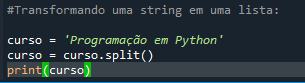 #Transformando uma string em uma lista:
curso = 'Programação em Python'
curso = curso.split()
print(curso)